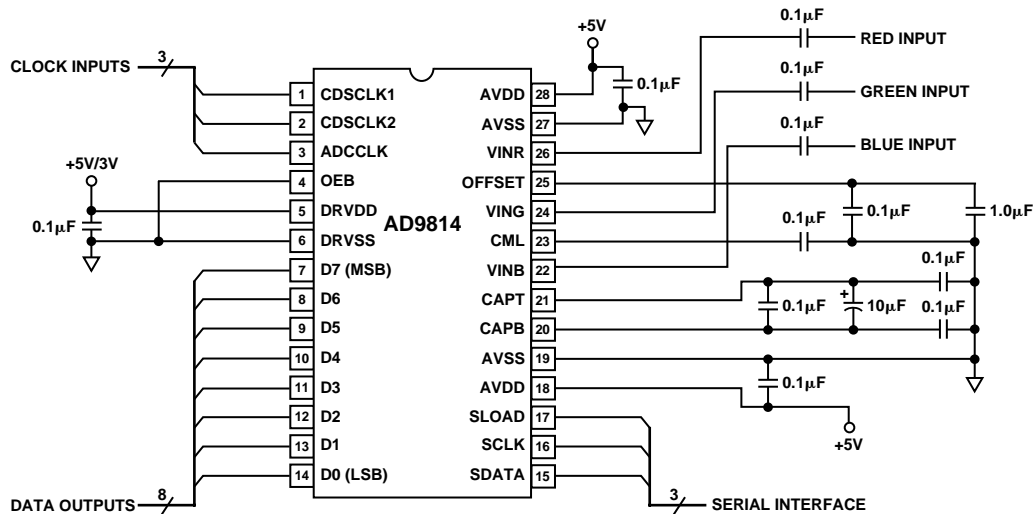 3
CLOCK INPUTS
+5V/3V
0.1µF
AD9814
1 CDSCLK1
2 CDSCLK2
3 ADCCLK
4 OEB
5 DRVDD
6 DRVSS
7 D7 (MSB)
8 D6
9 D5
10 D4
11 D3
12 D2
13 D1
14 D0 (LSB)
DATA OUTPUTS 8
AVDD 28
AVSS 27
VINR 26
OFFSET 25
VING 24
CML 23
VINB 22
CAPT 21
CAPB 20
AVSS 19
AVDD 18
SLOAD 17
SCLK 16
SDATA 15
+5V
0.1µF
0.1µF
RED INPUT
0.1µF
GREEN INPUT
0.1µF
BLUE INPUT
0.1µF
1.0µF
0.1µF
0.1µF
0.1µF
+
10µF
0.1µF
0.1µF
+5V
3 SERIAL INTERFACE